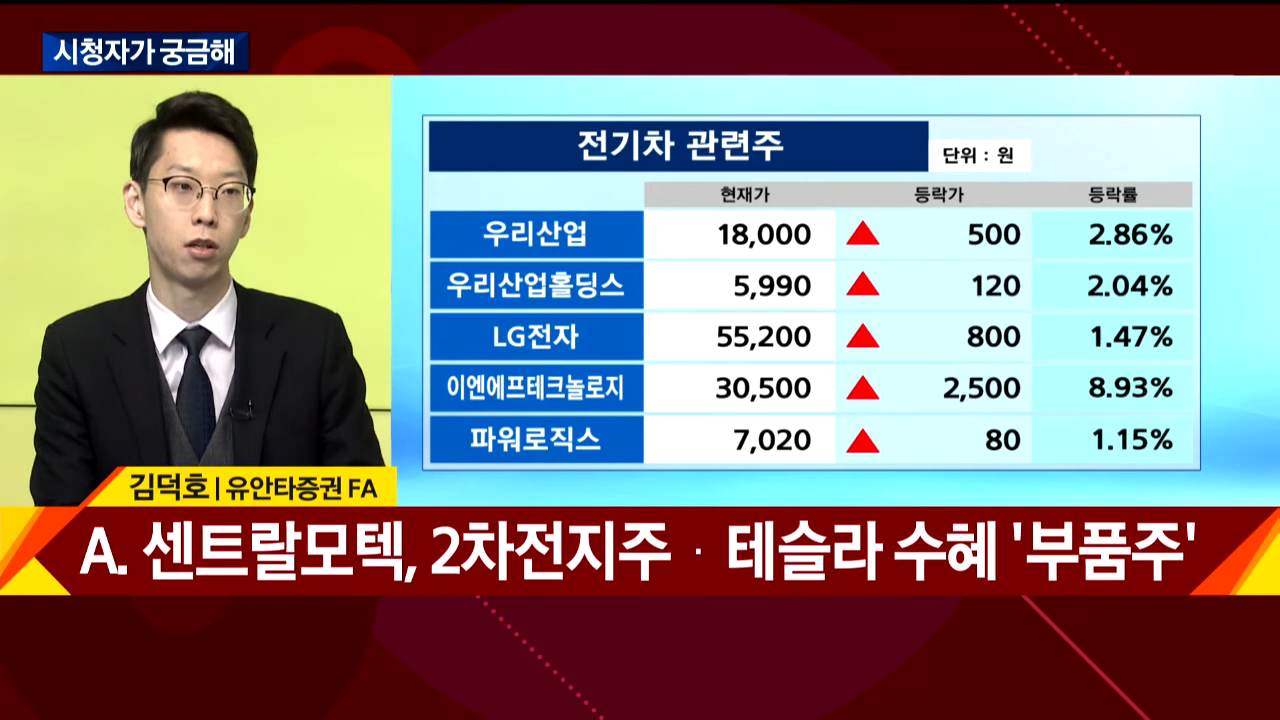 시청자가 궁금해
전기차 관련주
단위 : 원
현재가 등락가 등락률
우리산업 18,000 ▲ 500 2.86%
우리산업홀딩스 5,990 ▲ 120 2.04%
LG전자 55,200 ▲ 800 1.47%
이엔에프테크놀로지 30,500 ▲ 2,500 8.93%
파워로직스 7,020 ▲ 80 1.15%
김덕호 | 유안타증권 FA
A. 센트랄모텍, 2차전지주 · 테슬라 수혜 '부품주'